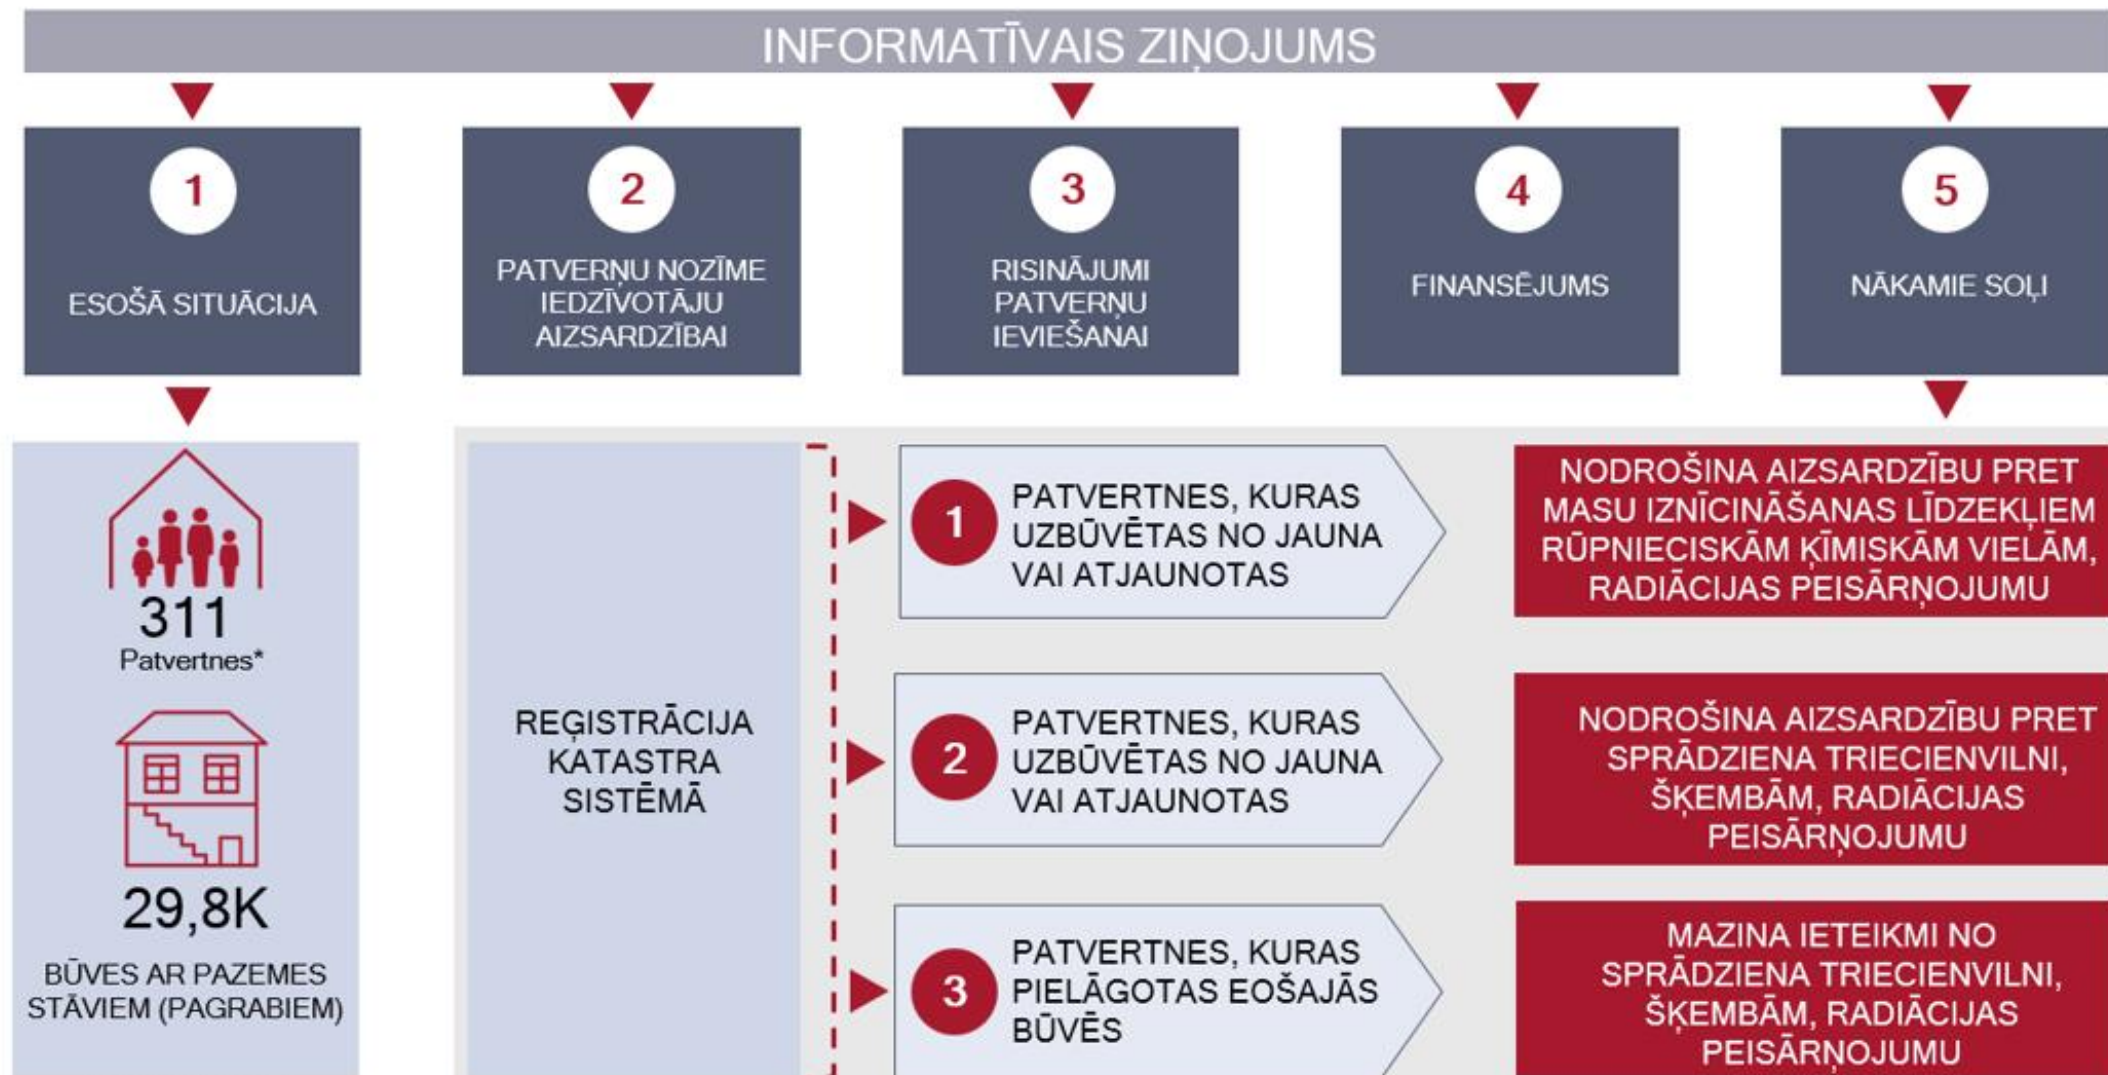 INFORMATĪVAIS ZIŅOJUMS
1
ESOŠĀ SITUĀCIJA
2
PATVERŅU NOZĪME
IEDZĪVOTĀJU
AIZSARDZĪBAI
3
RISINĀJUMI
PATVERŅU
IEVIEŠANAI
4
FINANSĒJUMS
5
NĀKAMIE SOĻI
311
Patvertnes*
29,8K
BŪVES AR PAZEMES
STĀVIEM (PAGRABIEM)
REĢISTRĀCIJA
KATASTRA
SISTĒMĀ
1
PATVERTNES, KURAS
UZBŪVĒTAS NO JAUNA
VAI ATJAUNOTAS
NODROŠINA AIZSARDZĪBU PRET
MASU IZNĪCINĀŠANAS LĪDZEKĻIEM
RŪPNIECISKĀM ĶĪMISKĀM VIELĀM,
RADIĀCIJAS PEISĀRŅOJUMU
2
PATVERTNES, KURAS
UZBŪVĒTAS NO JAUNA
VAI ATJAUNOTAS
NODROŠINA AIZSARDZĪBU PRET
SPRĀDZIENA TRIECIENVILNI,
ŠĶEMBĀM, RADIĀCIJAS
PEISĀRŅOJUMU
3
PATVERTNES, KURAS
PIELĀGOTAS EOŠAJĀS
BŪVĒS
MAZINA IETEIKMI NO
SPRĀDZIENA TRIECIENVILNI,
ŠĶEMBĀM, RADIĀCIJAS
PEISĀRŅOJUMU